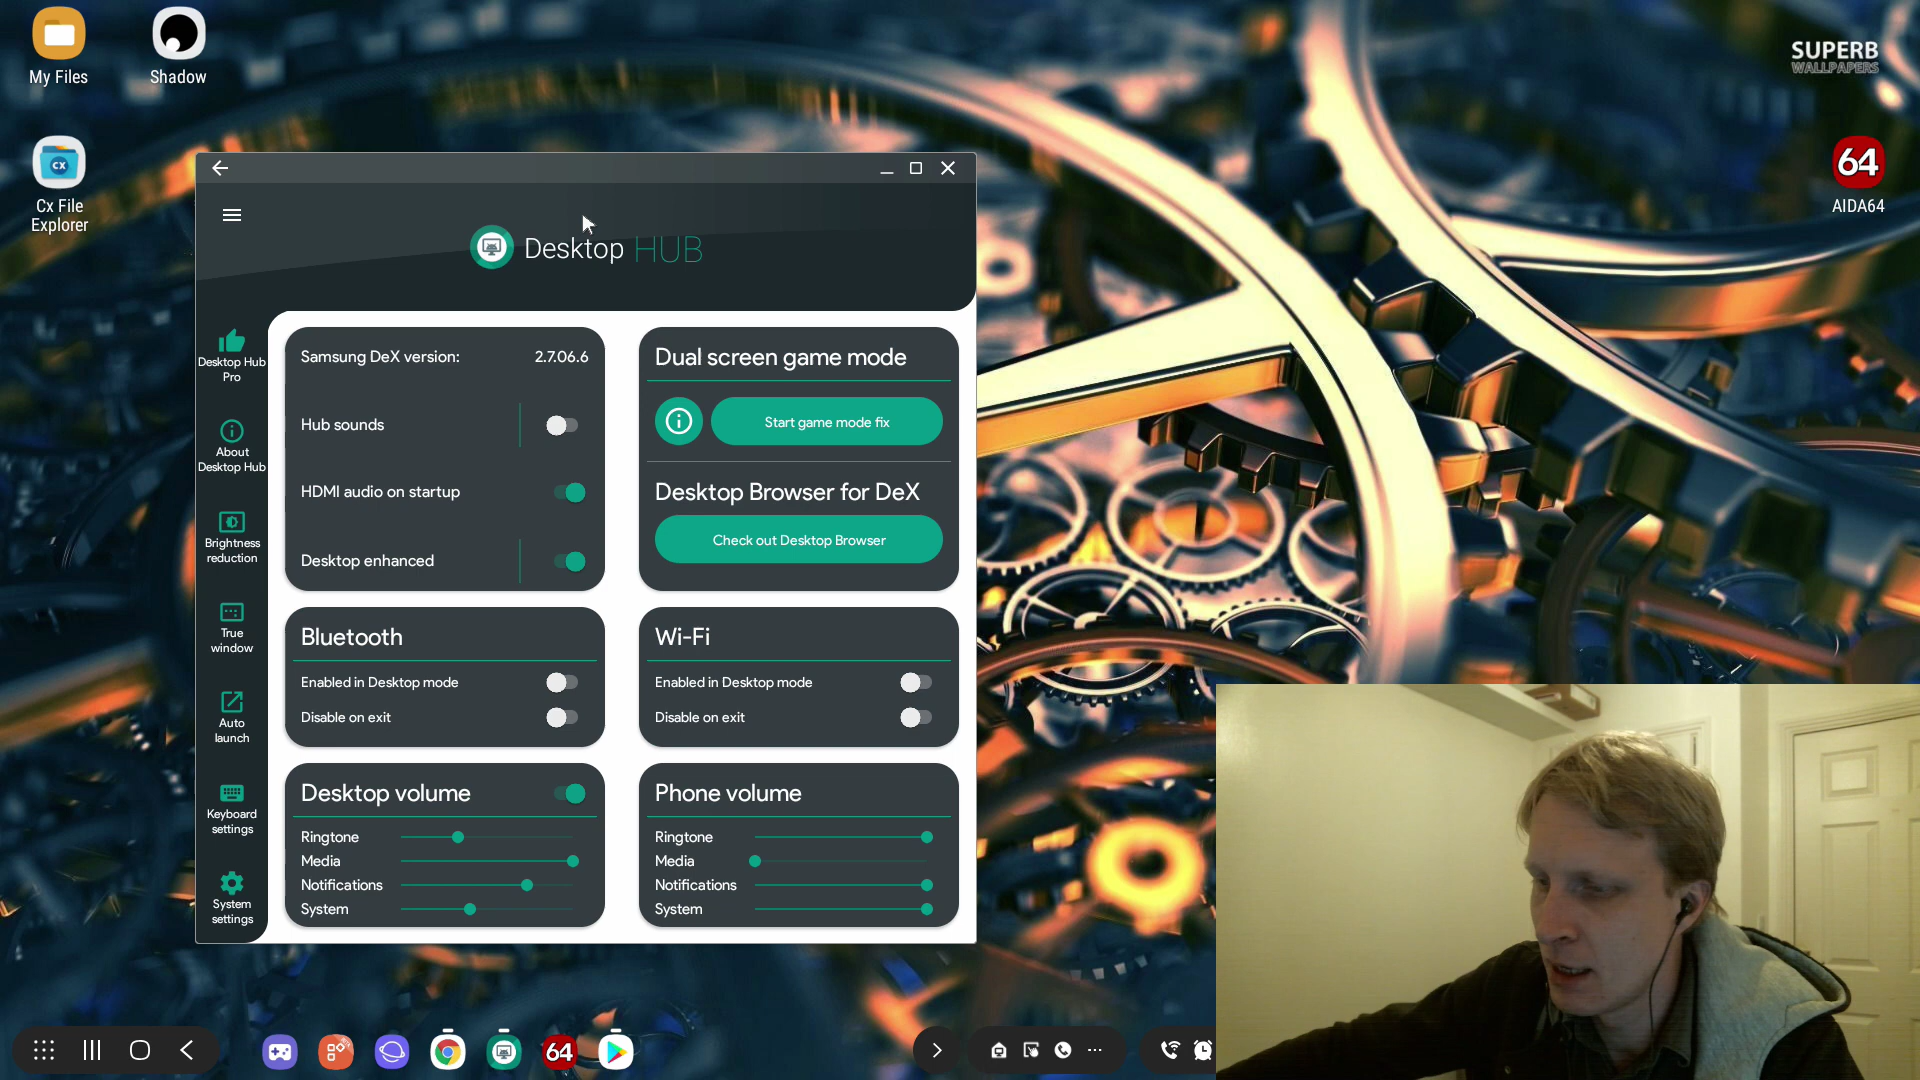 My Files
Shadow
SUPERB
WALLPAPERS
Cx File
Explorer
64
AIDA64
Desktop HUB
Desktop Hub
Pro
About
Desktop Hub
Brightness
reduction
True
window
Auto
launch
Keyboard
settings
System
settings
Samsung DeX version: 2.7.06.6
Hub sounds
HDMI audio on startup
Desktop enhanced
Dual screen game mode
Start game mode fix
Desktop Browser for DeX
Check out Desktop Browser
Bluetooth
Enabled in Desktop mode
Disable on exit
Wi-Fi
Enabled in Desktop mode
Disable on exit
Desktop volume
Ringtone
Media
Notifications
System
Phone volume
Ringtone
Media
Notifications
System
64